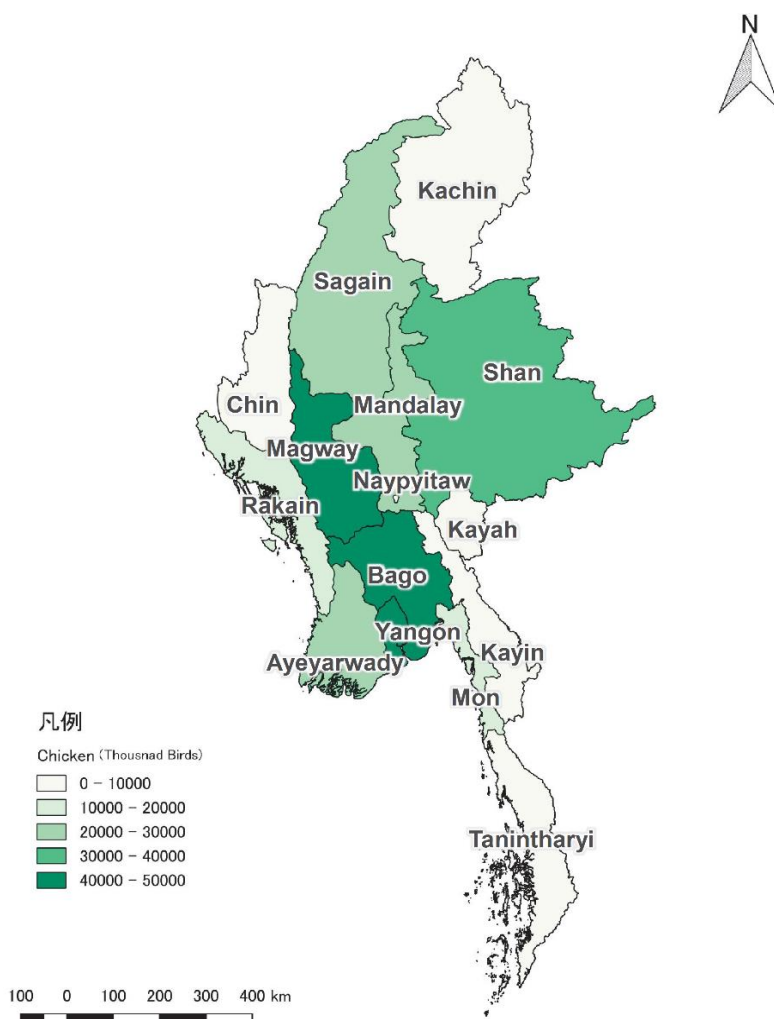 N
Kachin
Sagain
Shan
Chin
Mandalay
Magway
Naypyitaw
Rakain
Kayah
Bago
Yangon
Kayin
Ayeyarwady
Mon
Tanintharyi
凡例
Chicken (Thousnad Birds)
0 - 10000
10000 - 20000
20000 - 30000
30000 - 40000
40000 - 50000
100 0 100 200 300 400 km